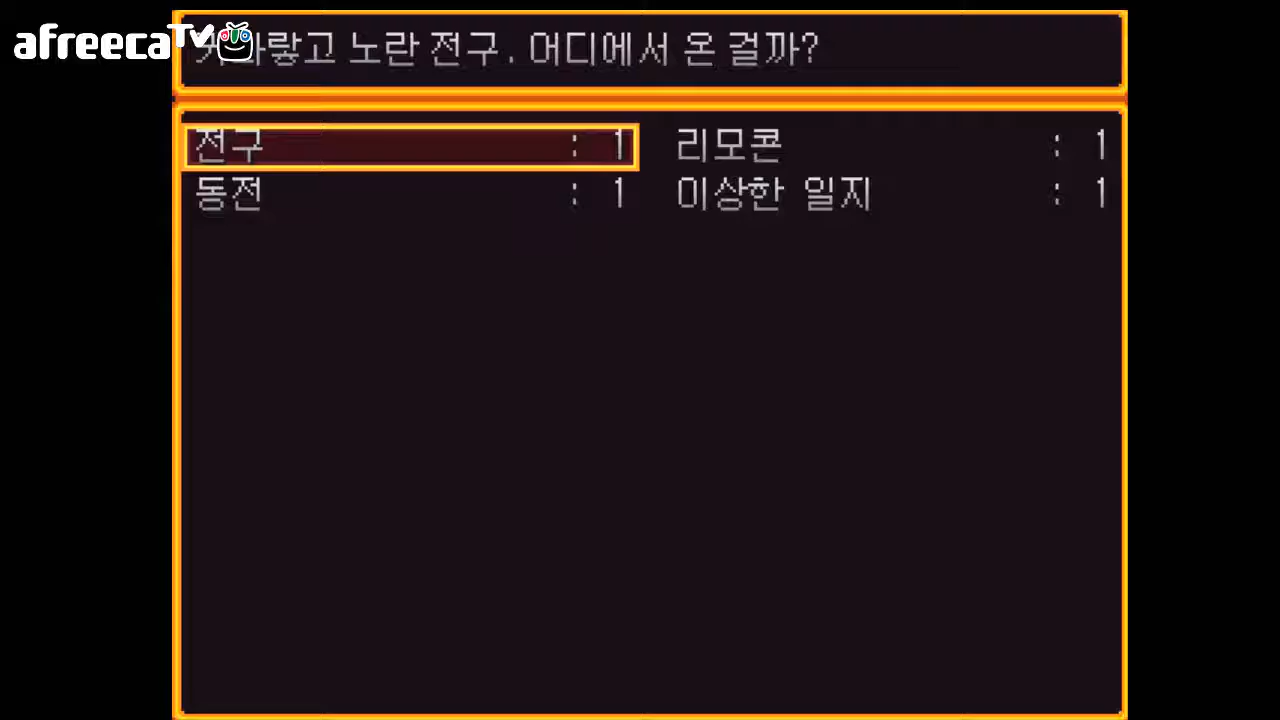 afreecaTV
노란 전구. 어디에서 온 걸까?
전구 : 1 리모콘 : 1
동전 : 1 이상한 일지 : 1